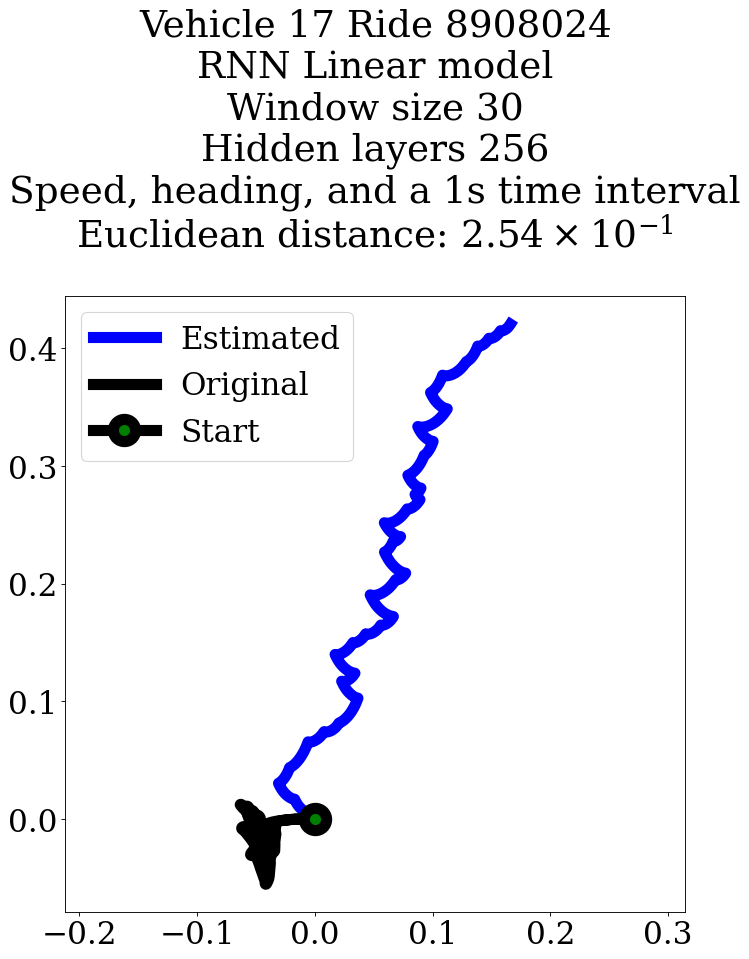 Vehicle 17 Ride 8908024
RNN Linear model
Window size 30
Hidden layers 256
Speed, heading, and a 1s time interval
Euclidean distance: 2.54 × 10⁻¹
Estimated
Original
Start
0.4
0.3
0.2
0.1
0.0
−0.2 −0.1 0.0 0.1 0.2 0.3